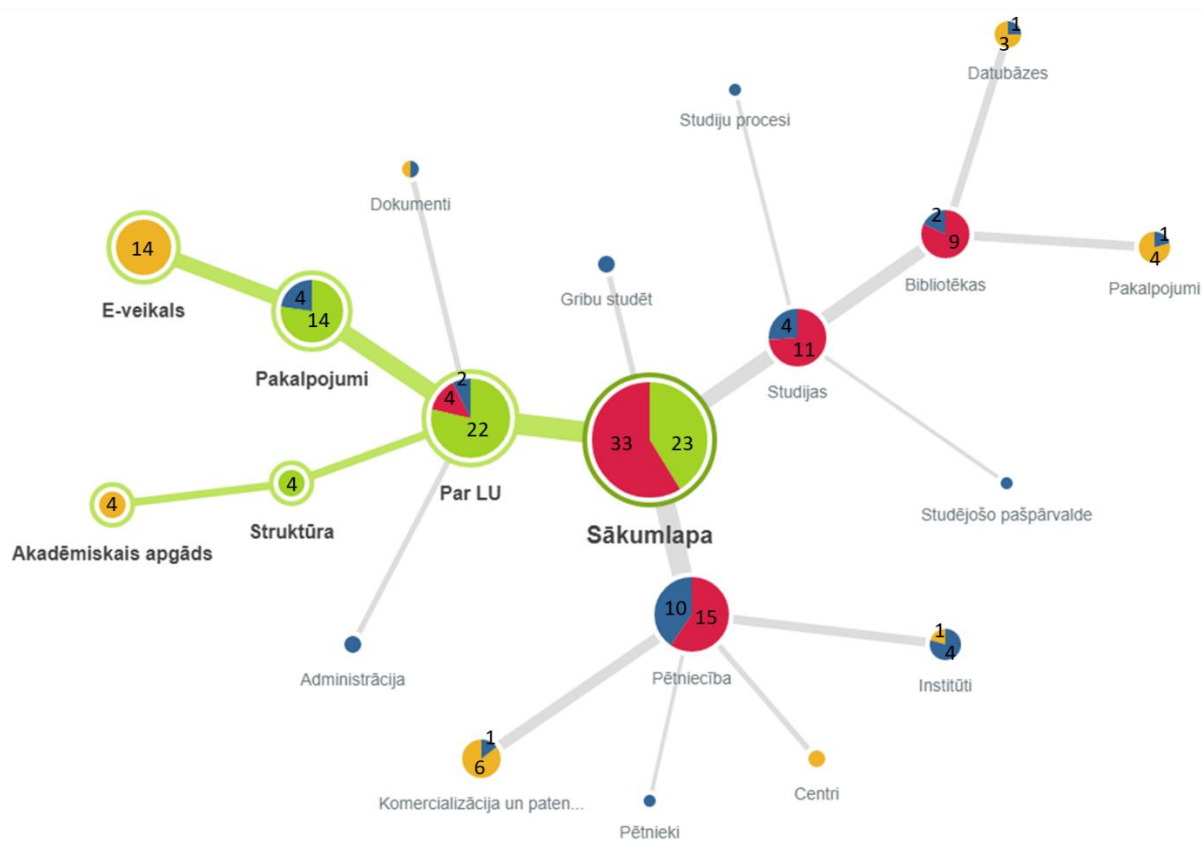 1
3
Datubāzes
Studiju procesi
Dokumenti
2
9
Bibliotēkas
1
4
Pakalpojumi
14
E-veikals
4
14
Pakalpojumi
Gribu studēt
4
11
Studijas
2
4
22
Par LU
33
23
Sākumlapa
4
Struktūra
4
Akadēmiskais apgāds
Studējošo pašpārvalde
10
15
Pētniecība
1
4
Institūti
Administrācija
1
6
Komercializācija un paten...
Centri
Pētnieki